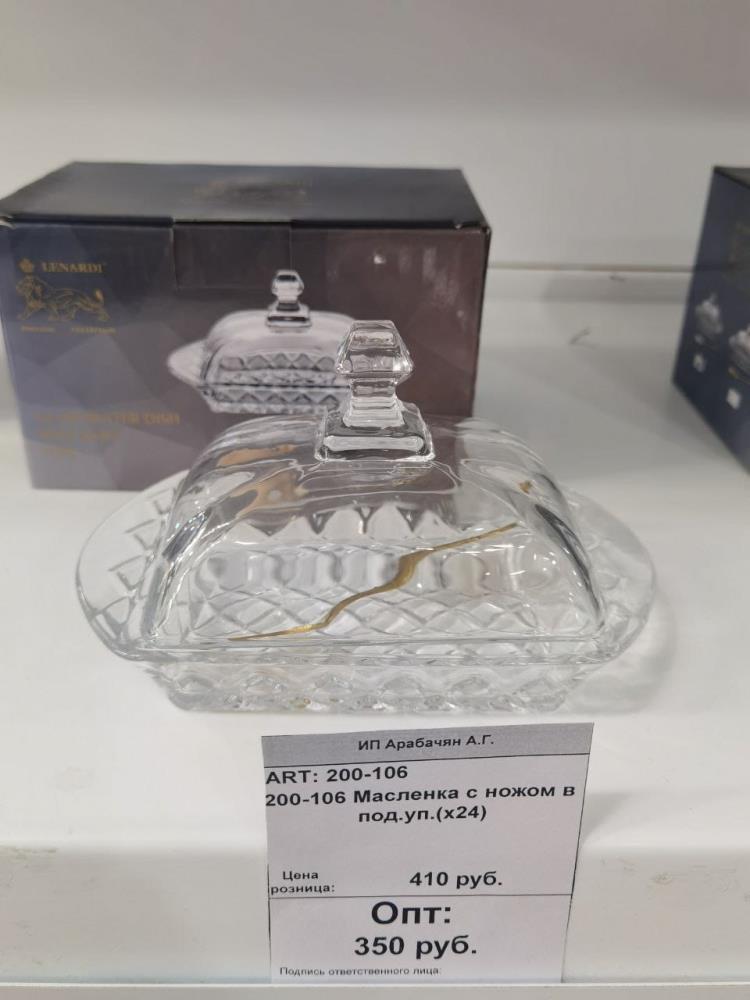 LENARDI
ИП Арабачян А.Г.
ART: 200-106
200-106 Масленка с ножом в
под.уп.(х24)
Цена
розница:
410 руб.
Опт:
350 руб.
Подпись ответственного лица: